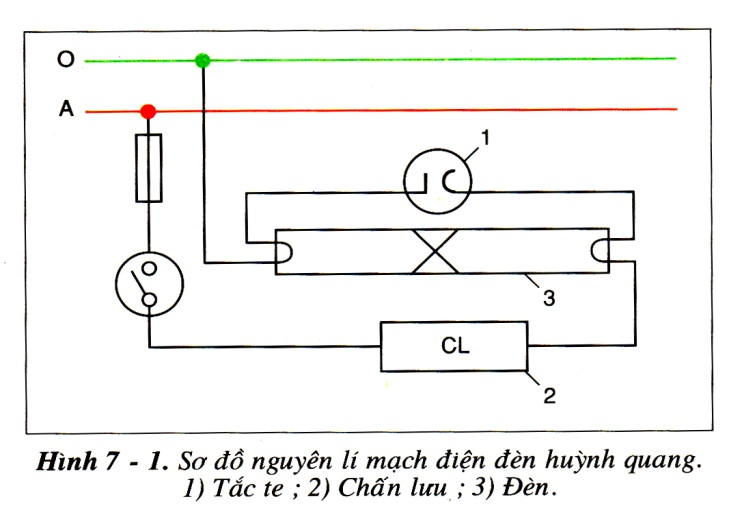 O
A
1
3
CL
2
Hình 7 - 1. Sơ đồ nguyên lí mạch điện đèn huỳnh quang.
1) Tắc te ; 2) Chấn lưu ; 3) Đèn.